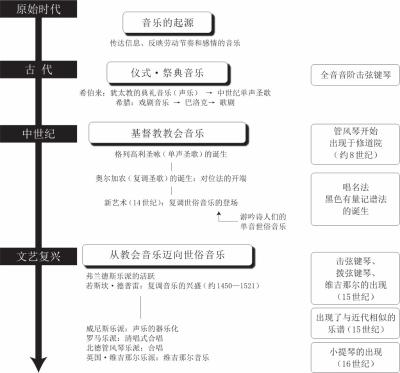 原始时代
音乐的起源
传达信息、反映劳动节奏和感情的音乐
古 代
仪式·祭典音乐
全音音阶击弦键琴
希伯来：犹太教的典礼音乐（声乐） → 中世纪单声圣歌
希腊：戏剧音乐 → 巴洛克→ 歌剧
中世纪
基督教教会音乐
管风琴开始
出现于修道院
（约8世纪）
格列高利圣咏（单声圣歌）的诞生
奥尔加农（复调圣歌）的诞生：对位法的开端
新艺术（14世纪）：复调世俗音乐的登场
游吟诗人们的
单音世俗音乐
唱名法
黑色有量记谱法
的诞生
文艺复兴
从教会音乐迈向世俗音乐
弗兰德斯乐派的活跃
若斯坎·德普雷：复调音乐的兴盛（约1450—1521）
击弦键琴、
拨弦键琴、
维吉那尔的出现
（15世纪）
威尼斯乐派：声乐的器乐化
罗马乐派：清唱式合唱
北德管风琴乐派：合唱
英国·维吉那尔乐派：维吉那尔音乐
出现了与近代相似的
乐谱（15世纪）
小提琴的出现
（16世纪）